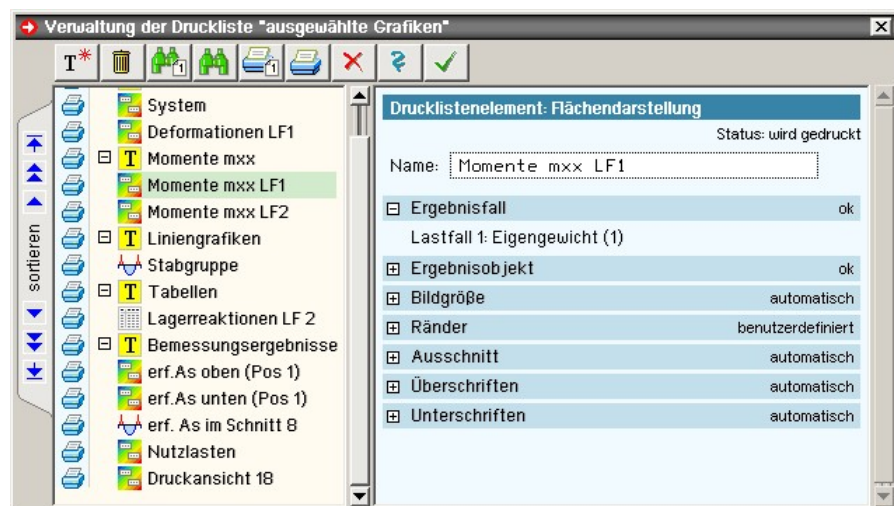 Verwaltung der Druckliste "ausgewählte Grafiken"
T*
1
1
sortieren
System
Deformationen LF1
T Momente mxx
Momente mxx LF1
Momente mxx LF2
T Liniengrafiken
Stabgruppe
T Tabellen
Lagerreaktionen LF 2
T Bemessungsergebnisse
erf.As oben (Pos 1)
erf.As unten (Pos 1)
erf. As im Schnitt 8
Nutzlasten
Druckansicht 18
Drucklistenelement: Flächendarstellung
Status: wird gedruckt
Name: Momente mxx LF1
Ergebnisfall ok
Lastfall 1: Eigengewicht (1)
Ergebnisobjekt ok
Bildgröße automatisch
Ränder benutzerdefiniert
Ausschnitt automatisch
Überschriften automatisch
Unterschriften automatisch